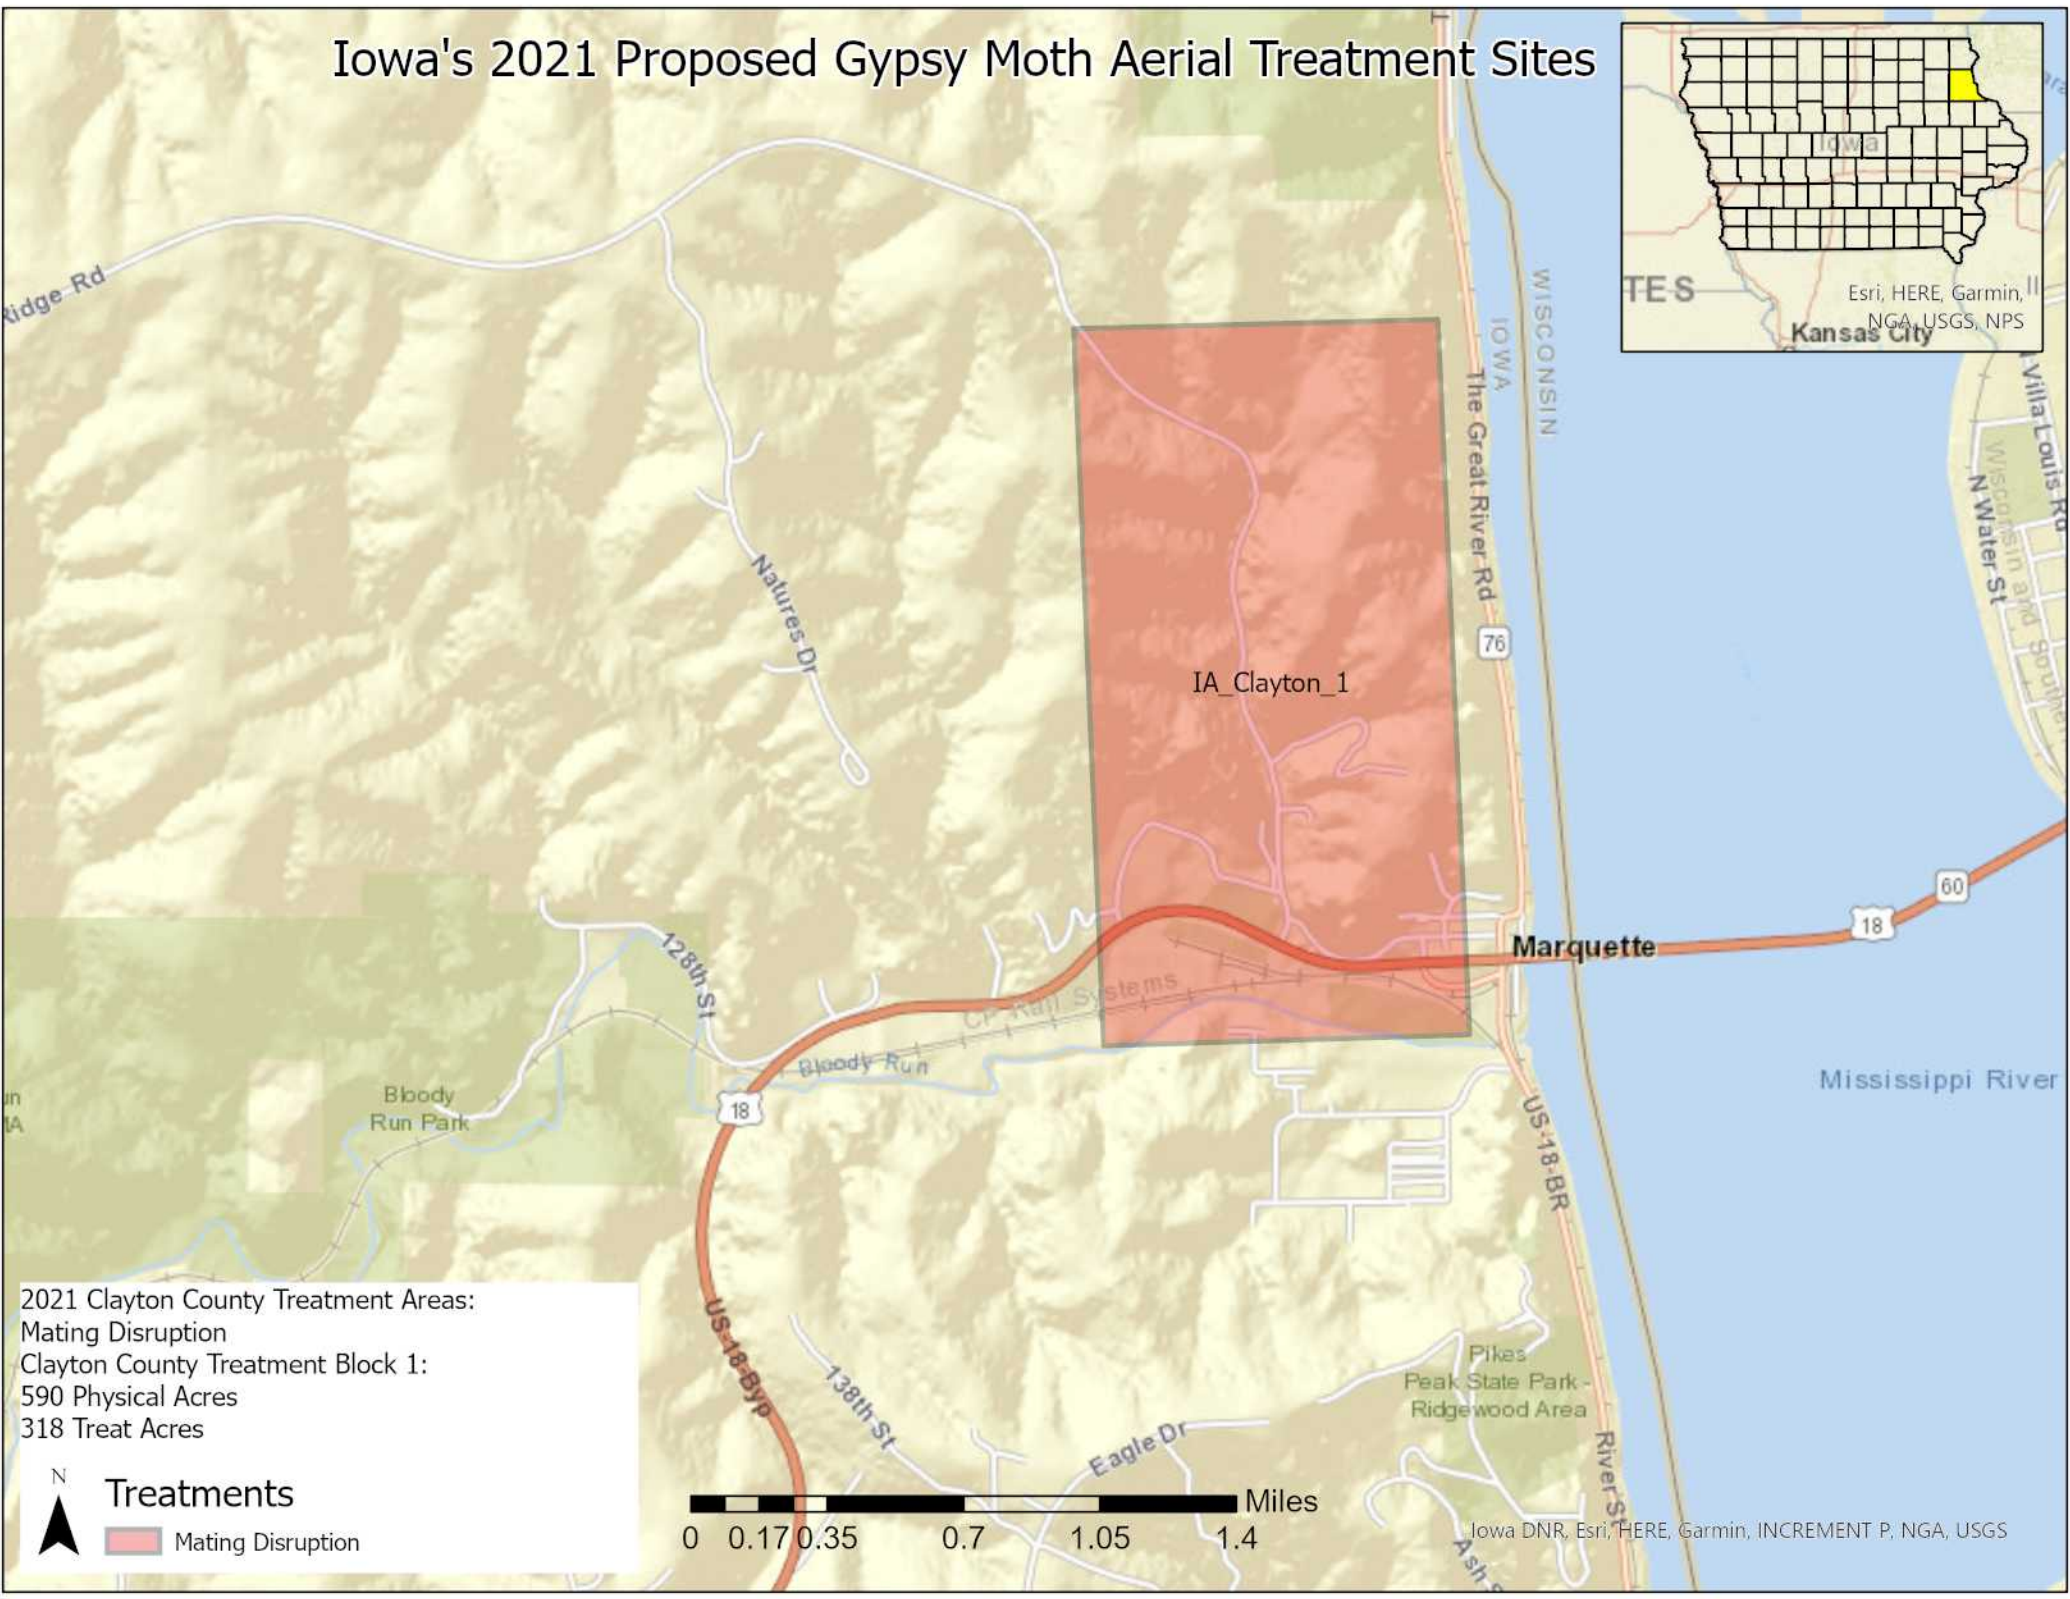 Iowa's 2021 Proposed Gypsy Moth Aerial Treatment Sites
Iowa
TES
Esri, HERE, Garmin,
NGA, USGS, NPS
Kansas City
Ridge Rd
Natures Dr
IOWA
WISCONSIN
The Great River Rd
76
IA_Clayton_1
Villa Louis Rd
N Water St
Wisconsin and Southern
60
18
Marquette
128th St
CP Rail Systems
Bloody Run
18
Bloody
Run Park
Mississippi River
US-18-BR
US-18-Byp
138th St
Eagle Dr
Pikes
Peak State Park -
Ridgewood Area
River St
Ash S
2021 Clayton County Treatment Areas:
Mating Disruption
Clayton County Treatment Block 1:
590 Physical Acres
318 Treat Acres
N
Treatments
Mating Disruption
Miles
0 0.17 0.35 0.7 1.05 1.4
Iowa DNR, Esri, HERE, Garmin, INCREMENT P, NGA, USGS